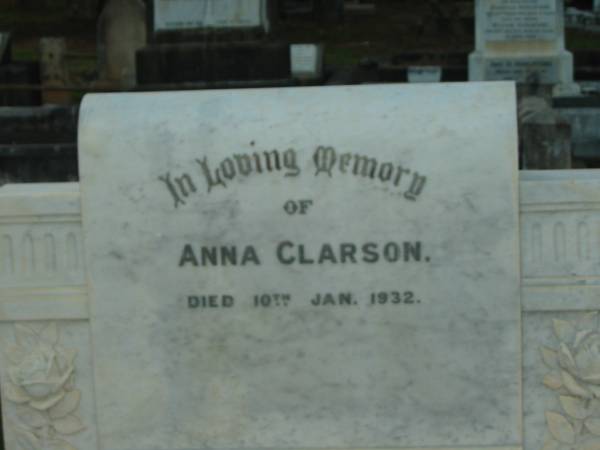 In Loving Memory
OF
ANNA CLARSON.
DIED 10TH JAN. 1932.